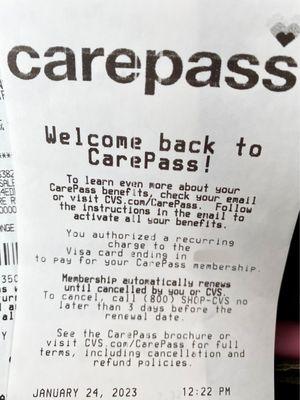 carepass
Welcome back to
CarePass!
To learn even more about your
CarePass benefits, check your email
or visit CVS.com/CarePass. Follow
the instructions in the email to
activate all your benefits.
You authorized a recurring
charge to the
Visa card ending in
to pay for your CarePass membership.
Membership automatically renews
until cancelled by you or CVS.
To cancel, call (800) SHOP-CVS no
later than 3 days before the
renewal date.
See the CarePass brochure or
visit CVS.com/CarePass for full
terms, including cancellation and
refund policies.
JANUARY 24, 2023 12:22 PM